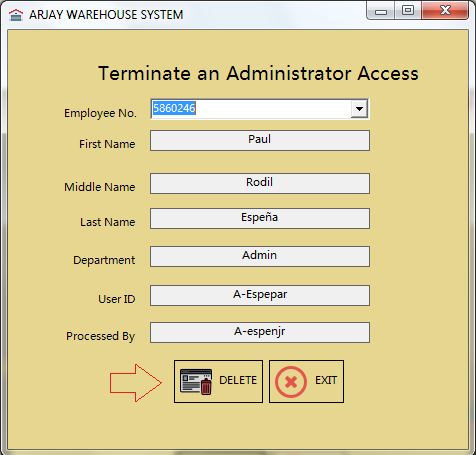 ARJAY WAREHOUSE SYSTEM
Terminate an Administrator Access
Employee No. 5860246
First Name Paul
Middle Name Rodil
Last Name Espeña
Department Admin
User ID A-Espepar
Processed By A-espenjr
DELETE EXIT